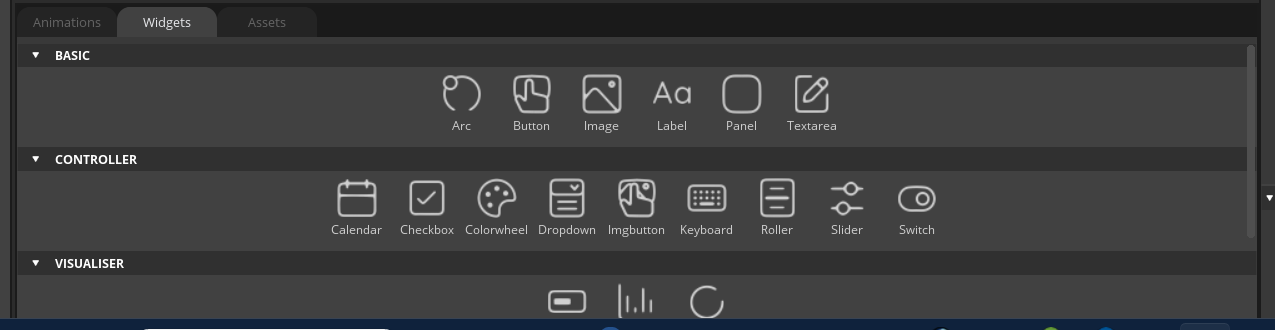 Animations Widgets Assets
BASIC
Aa
Arc Button Image Label Panel Textarea
CONTROLLER
Calendar Checkbox Colorwheel Dropdown Imgbutton Keyboard Roller Slider Switch
VISUALISER